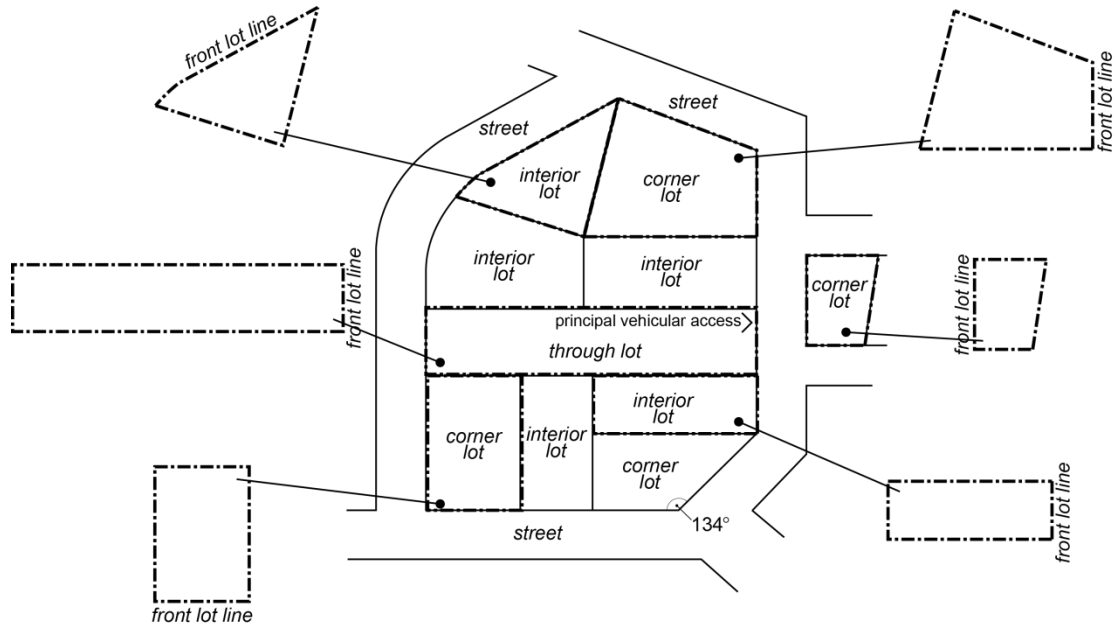 front lot line
street
street
front lot line
interior
lot
corner
lot
interior
lot
interior
lot
front lot line
corner
lot
front lot line
principal vehicular access
through lot
interior
lot
corner
lot
interior
lot
corner
lot
front lot line
134°
street
front lot line